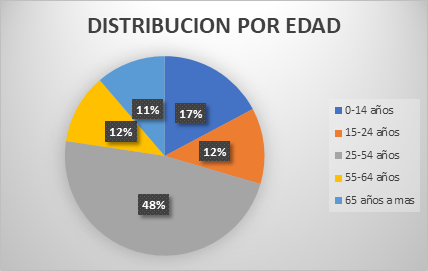 DISTRIBUCION POR EDAD
17%
12%
48%
12%
11%
0-14 años
15-24 años
25-54 años
55-64 años
65 años a mas